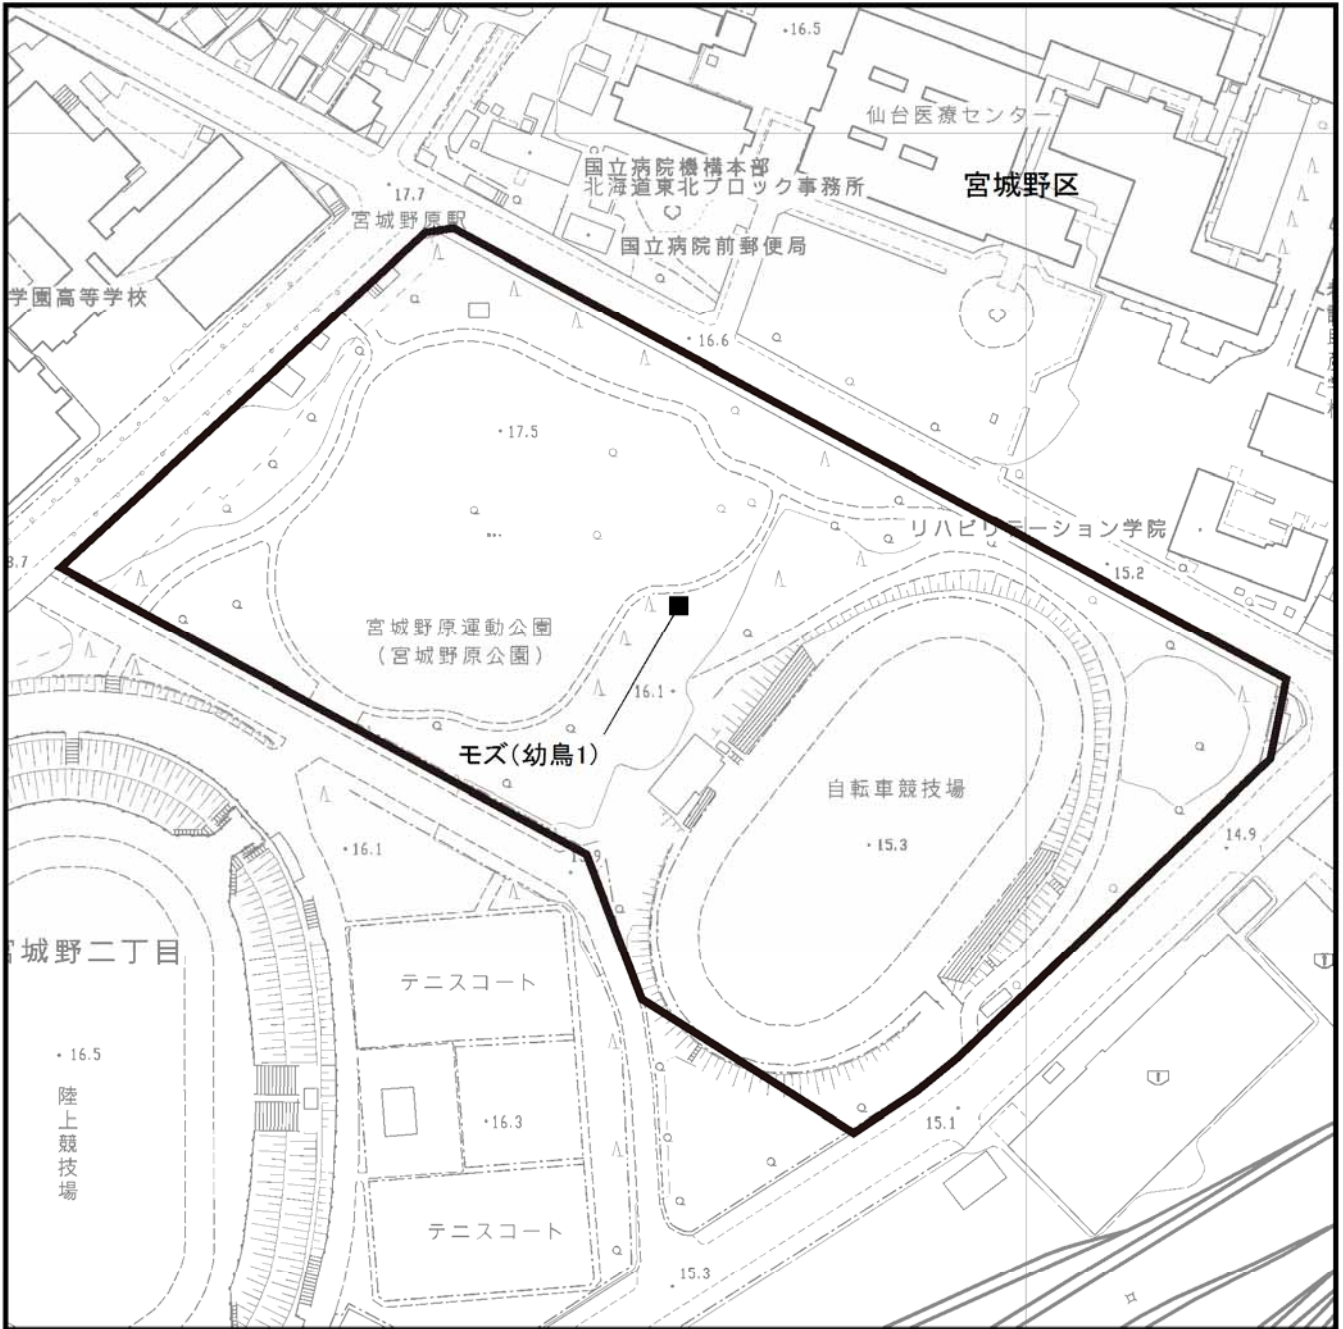 16.5
仙台医療センター
国立病院機構本部
北海道東北ブロック事務所
宮城野区
17.7
宮城野原駅
国立病院前郵便局
学園高等学校
16.6
17.5
リハビリテーション学院
15.2
8.7
宮城野原運動公園
(宮城野原公園)
16.1
モズ(幼鳥1)
自転車競技場
15.3
14.9
16.1
宮城野二丁目
テニスコート
16.5
陸上競技場
16.3
15.1
テニスコート
15.3